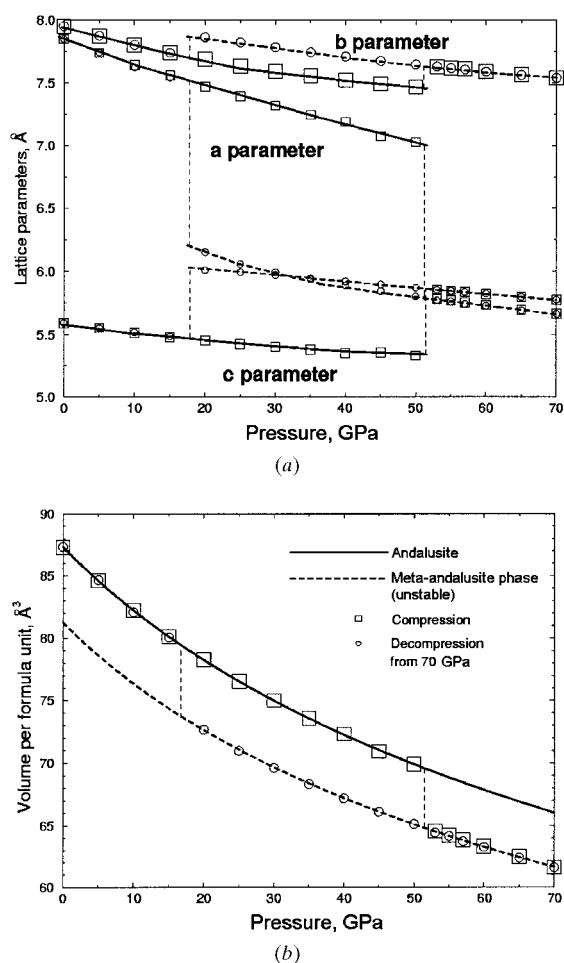 8.0
7.5
7.0
6.5
6.0
5.5
5.0
Lattice parameters, Å
b parameter
a parameter
c parameter
0 10 20 30 40 50 60 70
Pressure, GPa
(a)
90
85
80
75
70
65
60
Volume per formula unit, Å³
Andalusite
Meta-andalusite phase
(unstable)
Compression
Decompression
from 70 GPa
0 10 20 30 40 50 60 70
Pressure, GPa
(b)